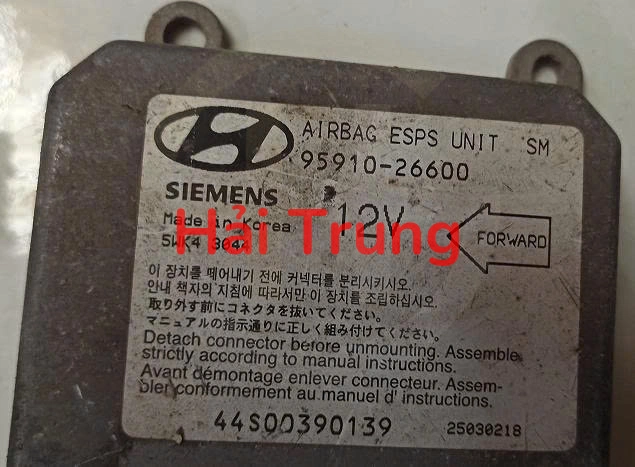 AIRBAG ESPS UNIT SM
95910-26600
SIEMENS
12V
Made in Korea
5WK4 3044
FORWARD
Hải Trung
이 장치를 떼어내기 전에 커넥터를 분리시키시오.
안내 책자의 지침에 따라서만 이 장치를 조립하십시오.
取り外す前にコネクタを抜いてください。
マニュアルの指示通りに正しく組み付けてください。
Detach connector before unmounting. Assemble
strictly according to manual instructions.
Avant démontage enlever connecteur. Assem-
bler conformement au manuel d' instructions.
44S00390139
25030218